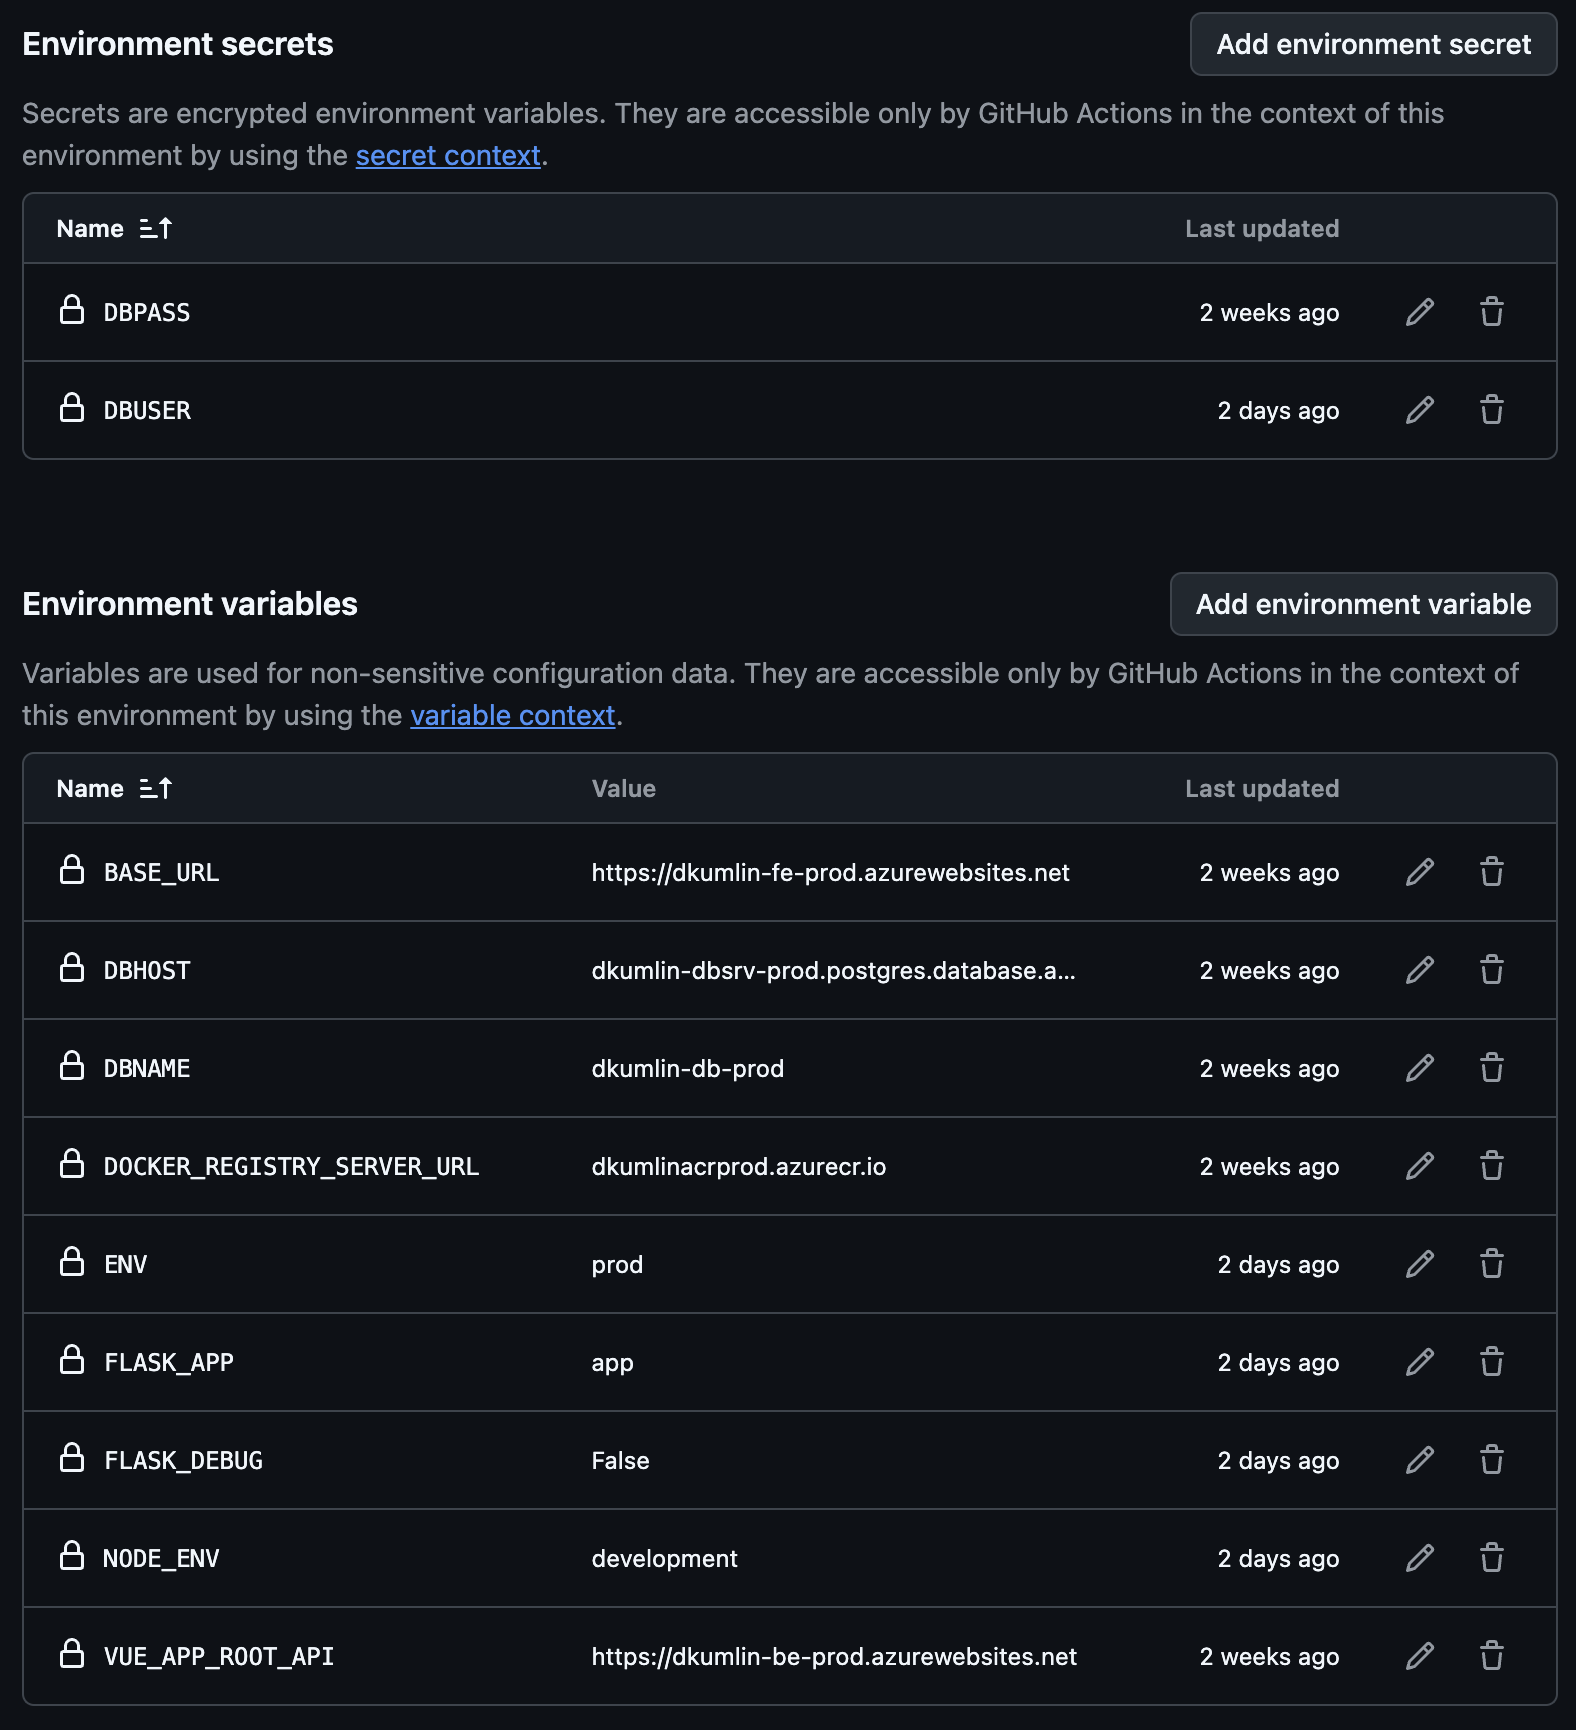 Environment secrets
Add environment secret
Secrets are encrypted environment variables. They are accessible only by GitHub Actions in the context of this
environment by using the secret context.
Name Last updated
DBPASS 2 weeks ago
DBUSER 2 days ago
Environment variables
Add environment variable
Variables are used for non-sensitive configuration data. They are accessible only by GitHub Actions in the context of
this environment by using the variable context.
Name Value Last updated
BASE_URL https://dkumlin-fe-prod.azurewebsites.net 2 weeks ago
DBHOST dkumlin-dbsrv-prod.postgres.database.a... 2 weeks ago
DBNAME dkumlin-db-prod 2 weeks ago
DOCKER_REGISTRY_SERVER_URL dkumlinacrprod.azurecr.io 2 weeks ago
ENV prod 2 days ago
FLASK_APP app 2 days ago
FLASK_DEBUG False 2 days ago
NODE_ENV development 2 days ago
VUE_APP_ROOT_API https://dkumlin-be-prod.azurewebsites.net 2 weeks ago